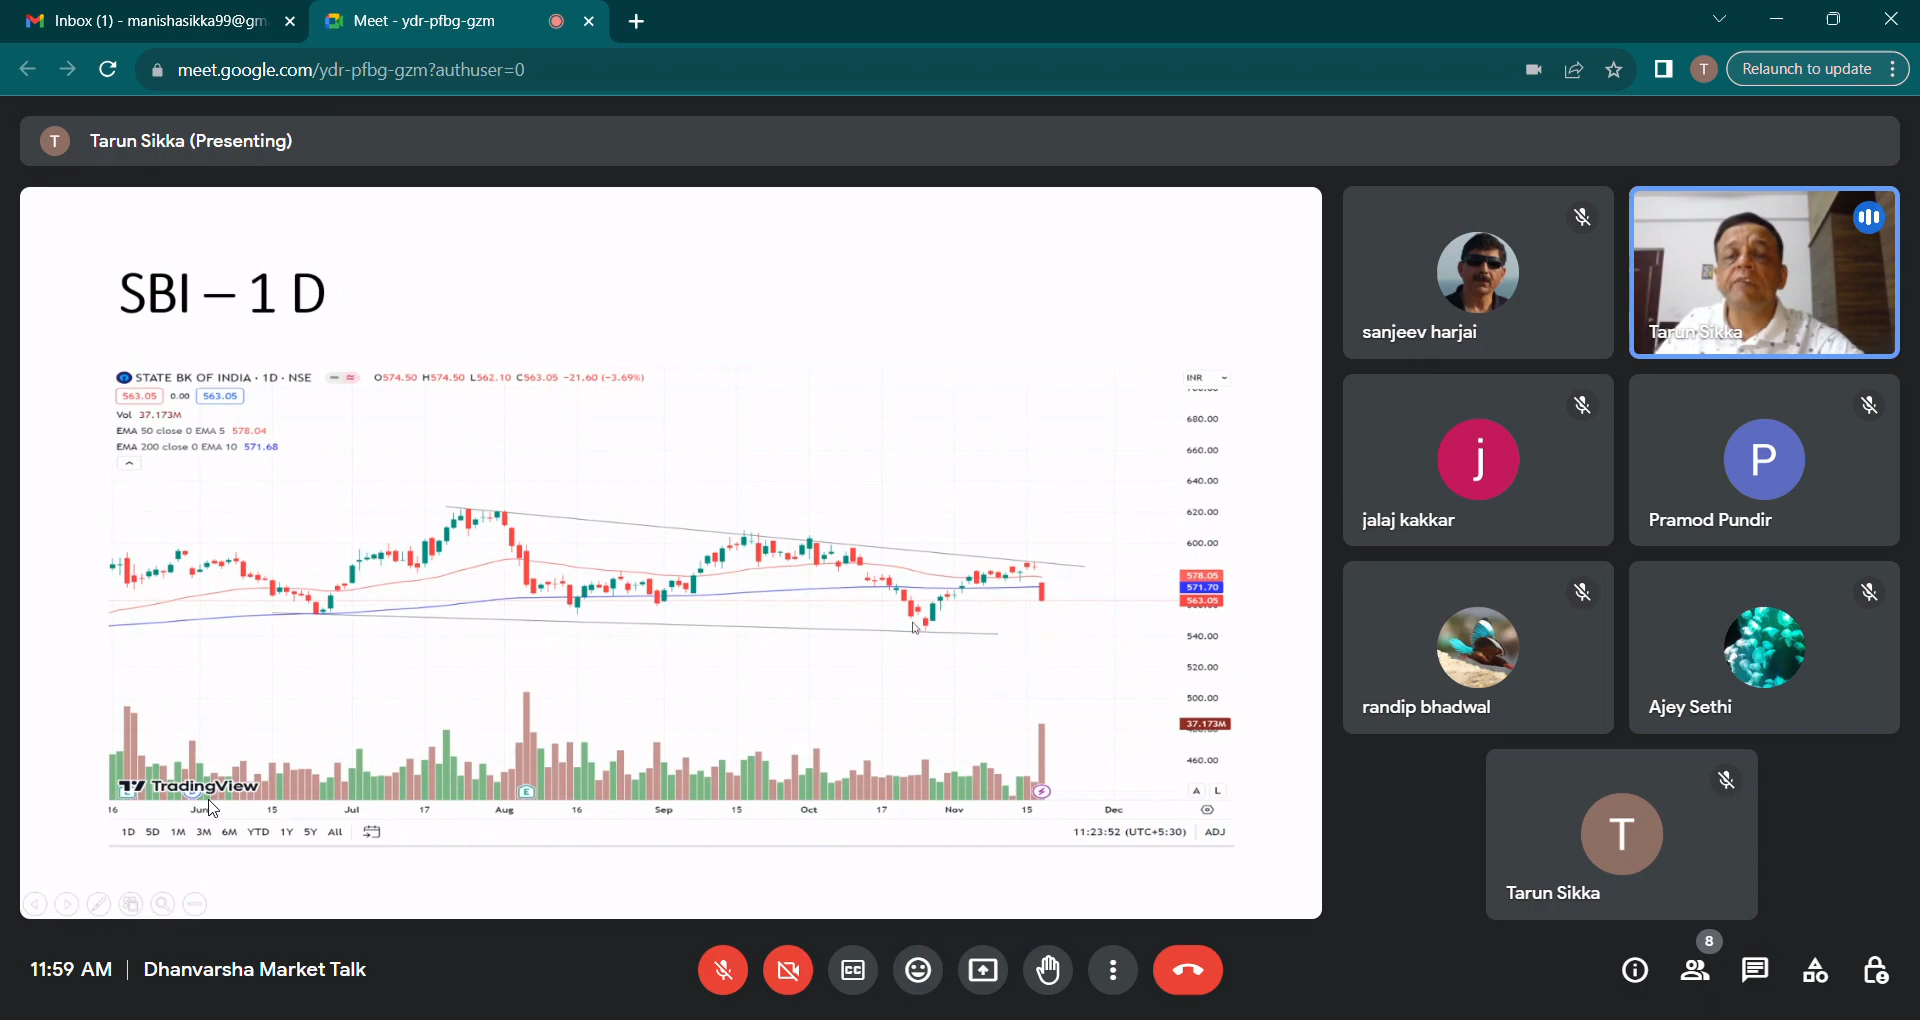 Inbox (1) - manishasikka99@gm
Meet - ydr-pfbg-gzm
meet.google.com/ydr-pfbg-gzm?authuser=0
T
Relaunch to update
T
Tarun Sikka (Presenting)
SBI – 1 D
STATE BK OF INDIA · 1D · NSE
O574.50 H574.50 L562.10 C563.05 −21.60 (−3.69%)
INR
563.05 0.00 563.05
Vol 37.173M
EMA 50 close 0 EMA 5 578.04
EMA 200 close 0 EMA 10 571.68
680.00
660.00
640.00
620.00
600.00
578.05
571.70
563.05
540.00
520.00
500.00
37.173M
460.00
TradingView
E
A L
16 Jun 15 Jul 17 Aug 16 Sep 15 Oct 17 Nov 15 Dec
1D 5D 1M 3M 6M YTD 1Y 5Y All
11:23:52 (UTC+5:30) ADJ
sanjeev harjai
Tarun Sikka
j
jalaj kakkar
P
Pramod Pundir
randip bhadwal
Ajey Sethi
T
Tarun Sikka
11:59 AM
Dhanvarsha Market Talk
CC
8